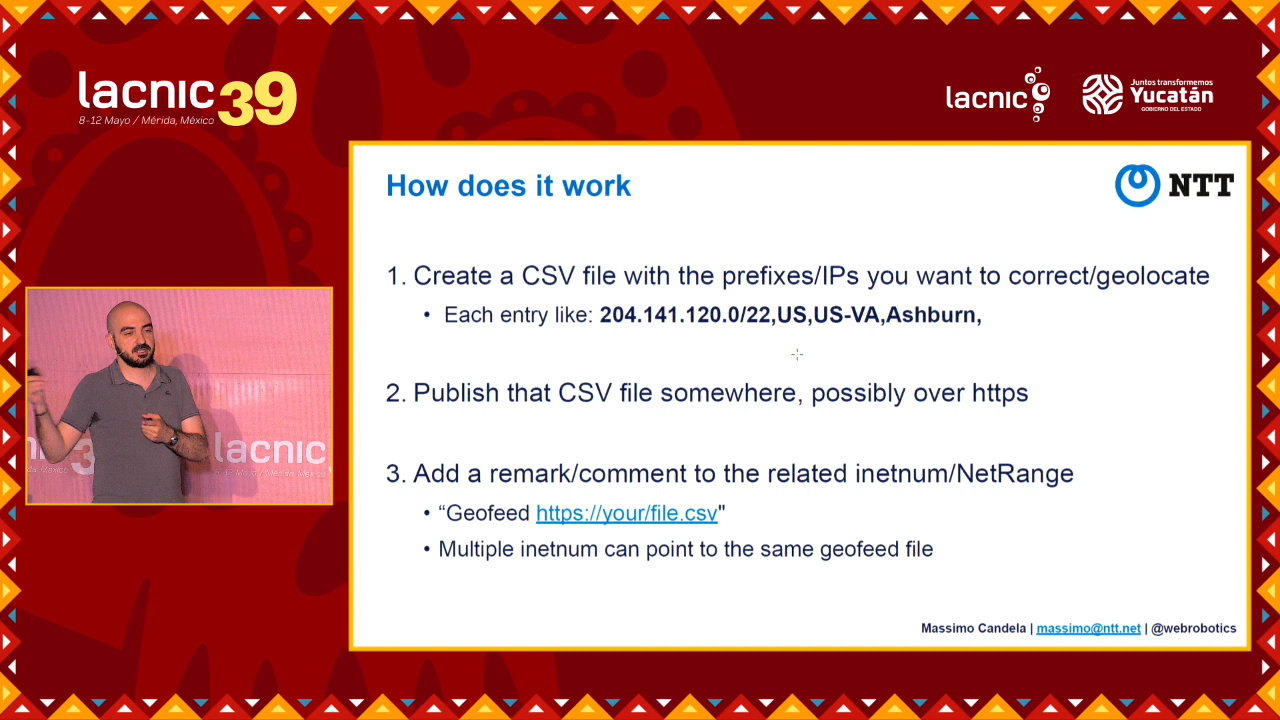 lacnic 39
8-12 Mayo / Mérida, México
lacnic
Juntos transformemos
Yucatán
GOBIERNO DEL ESTADO
How does it work
NTT
1. Create a CSV file with the prefixes/IPs you want to correct/geolocate
• Each entry like: 204.141.120.0/22,US,US-VA,Ashburn,
2. Publish that CSV file somewhere, possibly over https
3. Add a remark/comment to the related inetnum/NetRange
• “Geofeed https://your/file.csv"
• Multiple inetnum can point to the same geofeed file
Massimo Candela | massimo@ntt.net | @webrobotics
lacnic